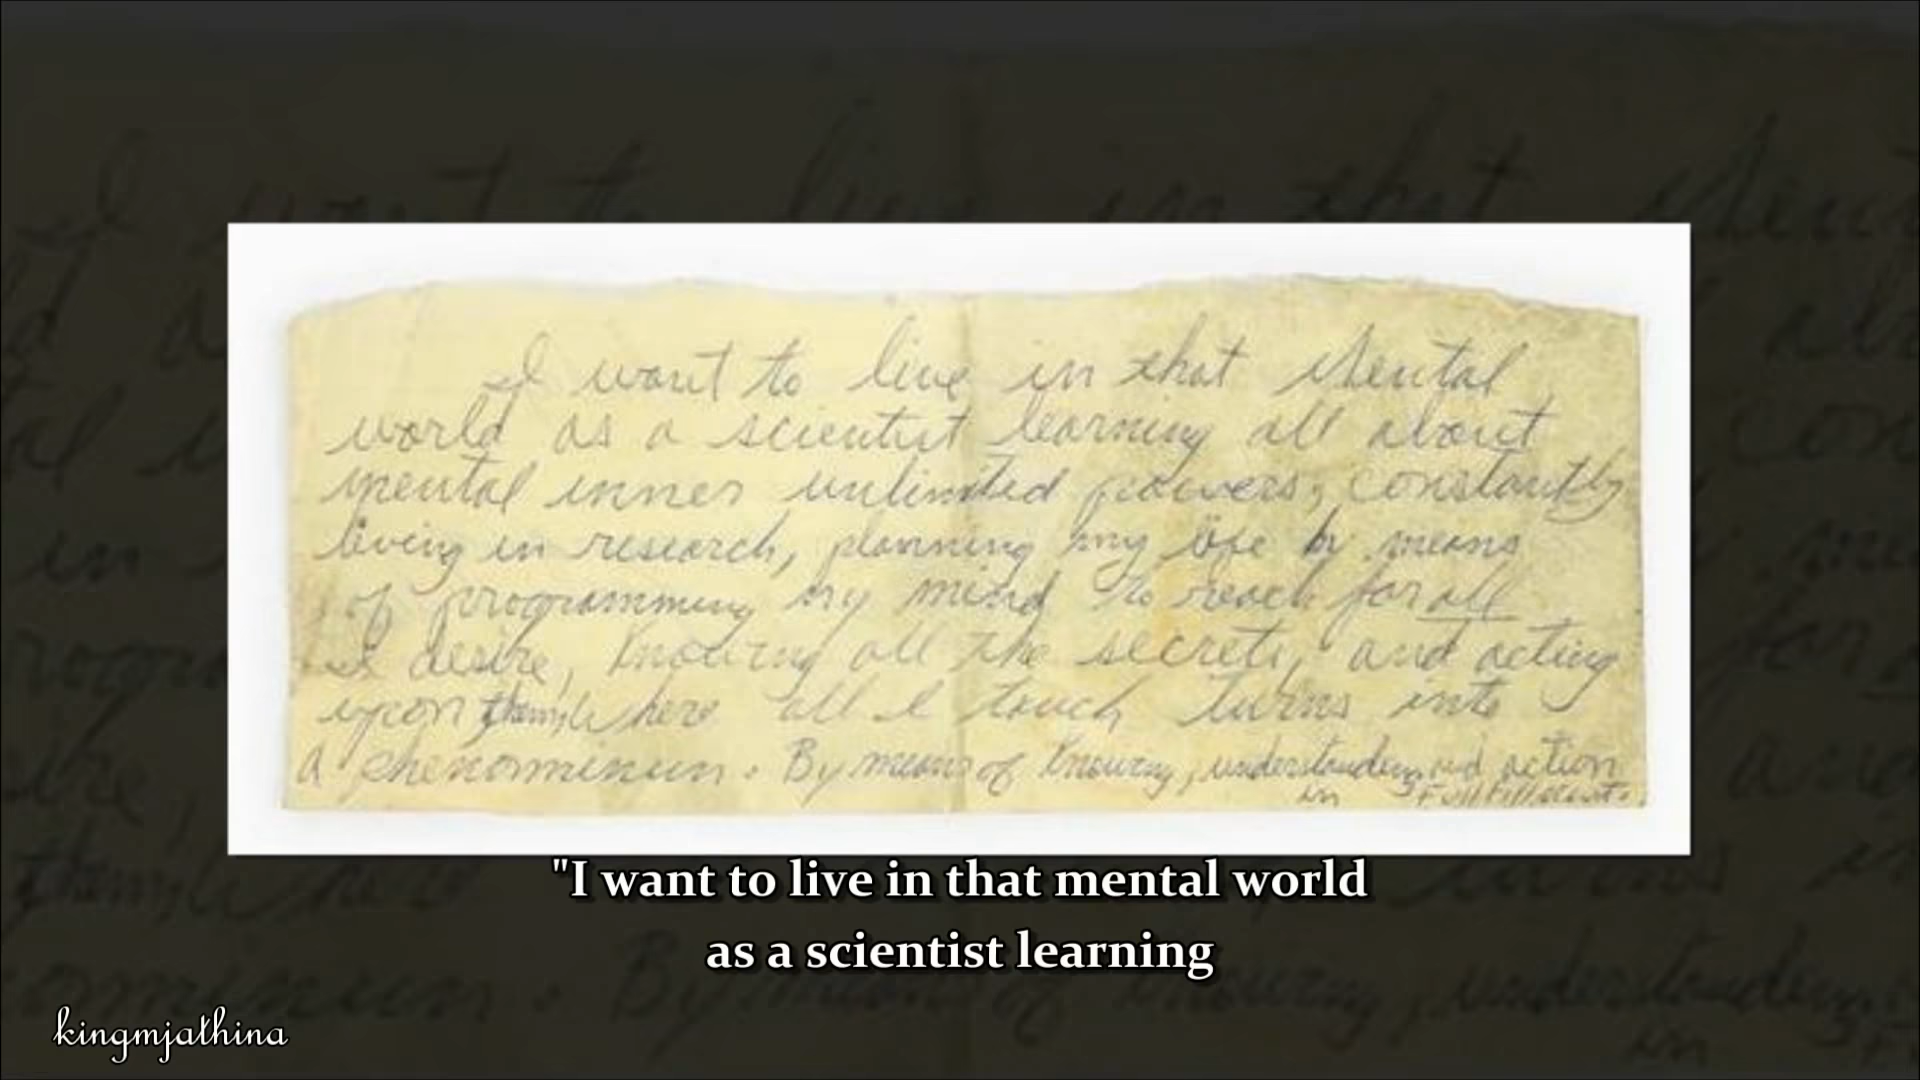 I want to live in that Mental
world as a scientist learning all about
mental inner unlimited powers, constantly
living in research, planning my life by means
of programming my mind to reach for all
I desire, knowing all the secrets, and acting
upon them, Where all I touch turns into
a phenominum. By means of knowing, understanding and action
in Fullfillment.
"I want to live in that mental world
as a scientist learning
kingmjathina